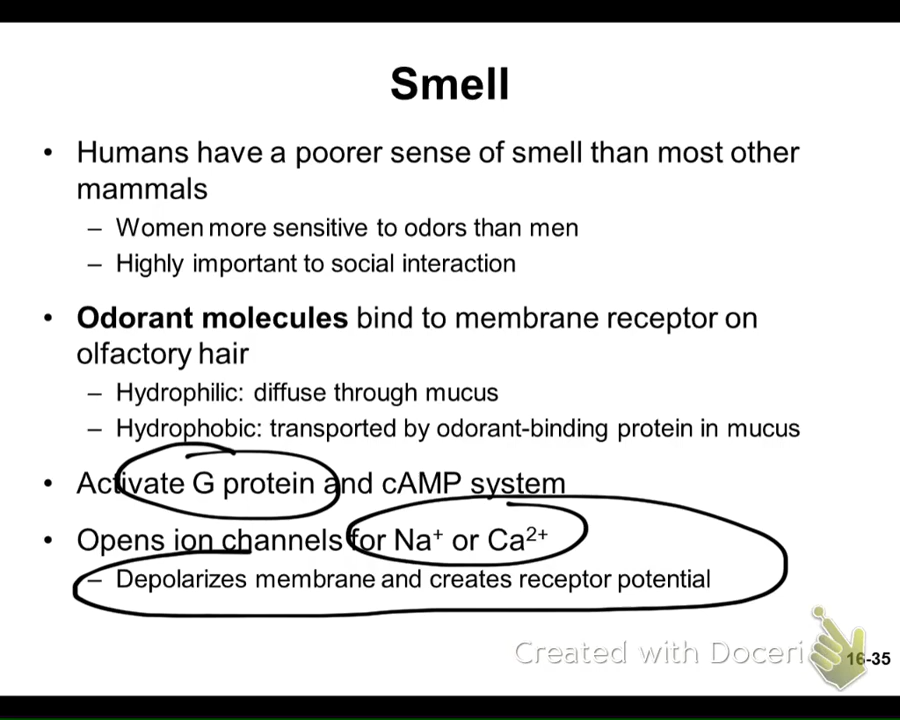 Smell
• Humans have a poorer sense of smell than most other
mammals
– Women more sensitive to odors than men
– Highly important to social interaction
• Odorant molecules bind to membrane receptor on
olfactory hair
– Hydrophilic: diffuse through mucus
– Hydrophobic: transported by odorant-binding protein in mucus
• Activate G protein and cAMP system
• Opens ion channels for Na⁺ or Ca²⁺
– Depolarizes membrane and creates receptor potential
Created with Doceri
16-35